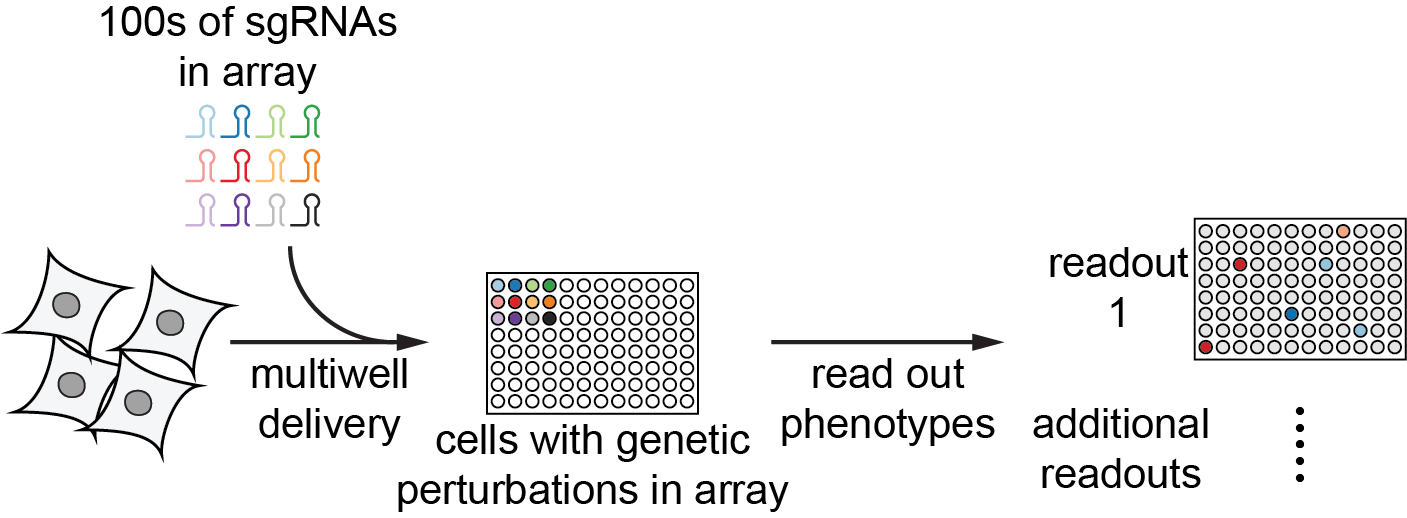 100s of sgRNAs
in array
multiwell
delivery
cells with genetic
perturbations in array
read out
phenotypes
readout
1
additional
readouts